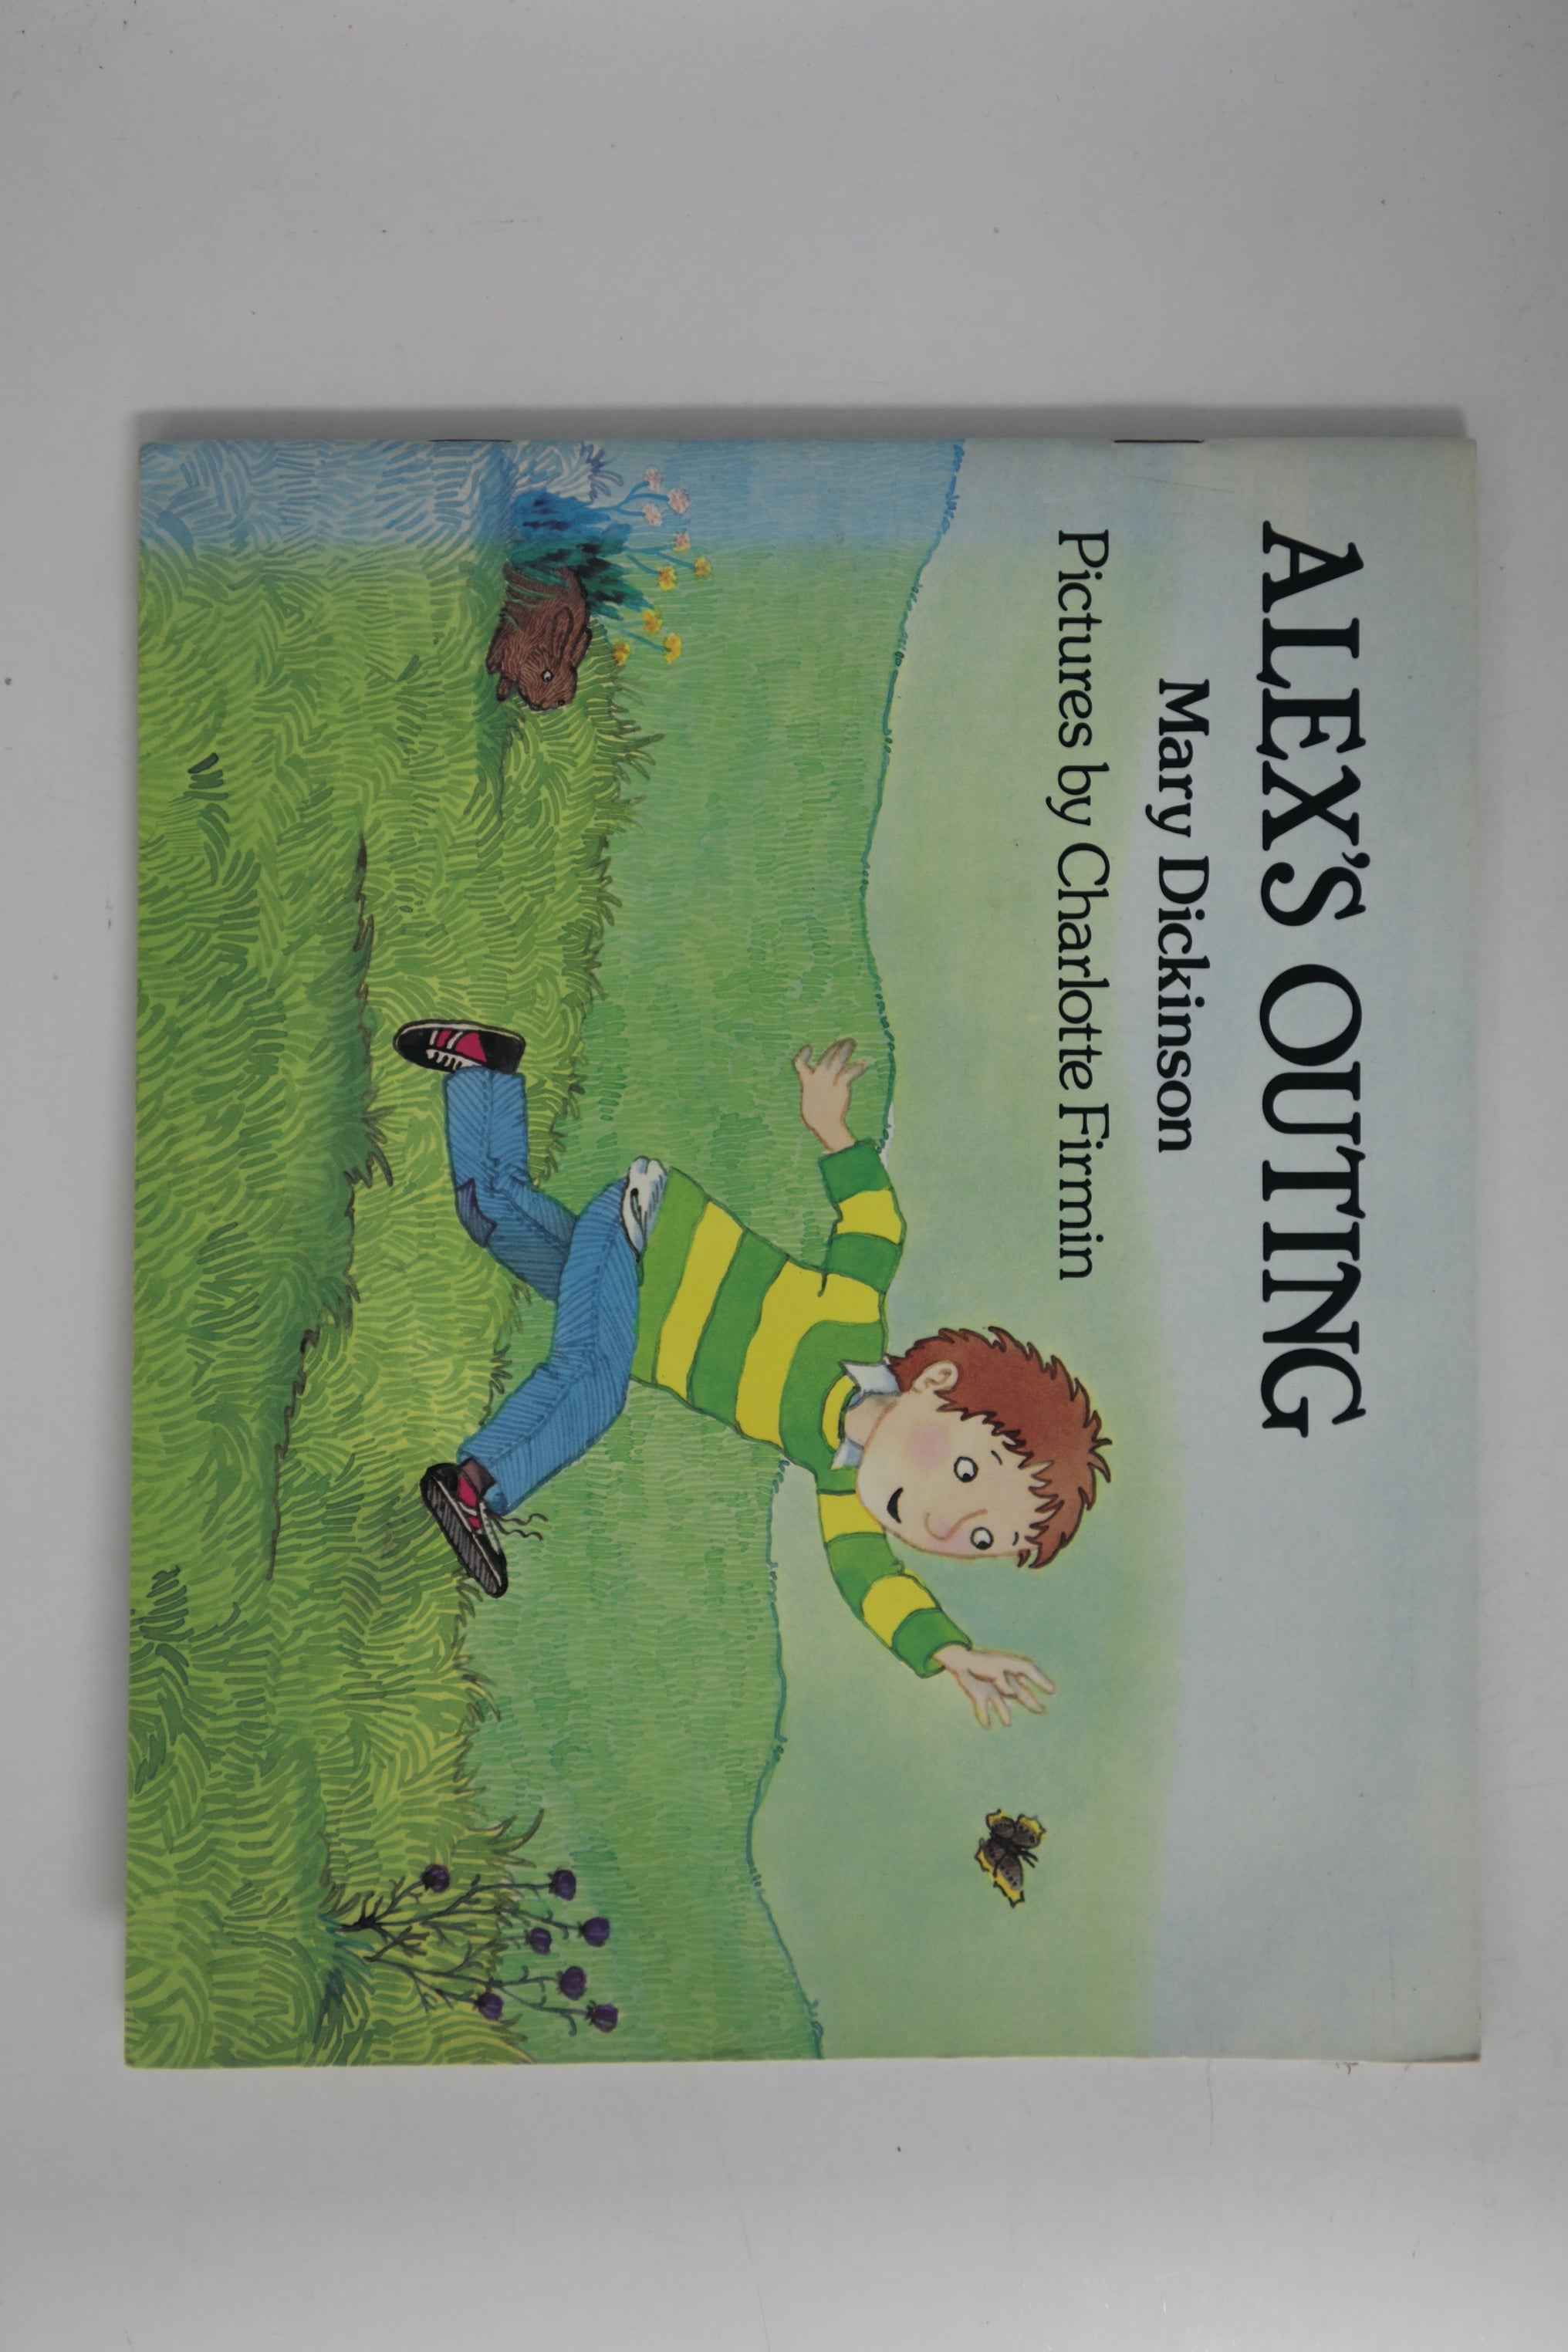 ALEX'S OUTING
Mary Dickinson
Pictures by Charlotte Firmin